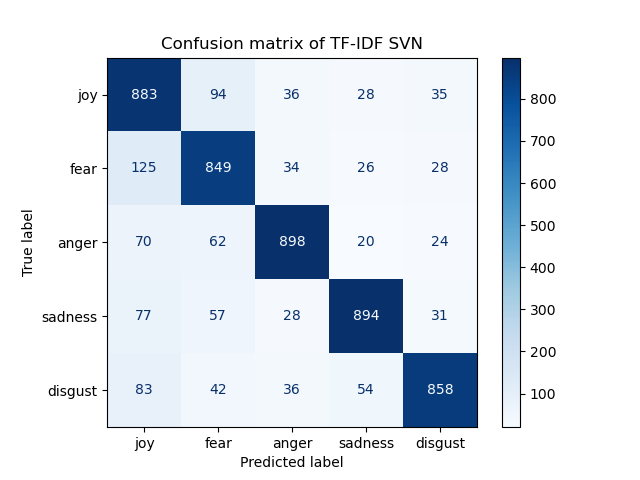 Confusion matrix of TF-IDF SVN
joy 883 94 36 28 35
fear 125 849 34 26 28
anger 70 62 898 20 24
sadness 77 57 28 894 31
disgust 83 42 36 54 858
joy fear anger sadness disgust
Predicted label
True label
800
700
600
500
400
300
200
100